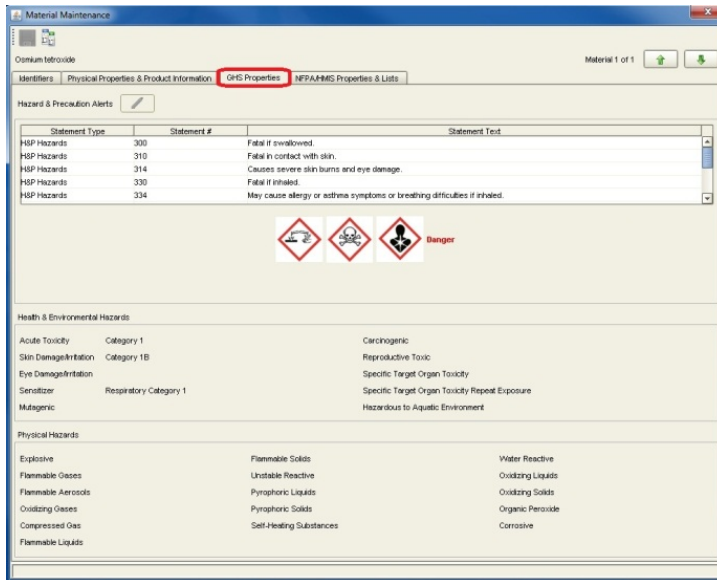 Material Maintenance
Osmium tetroxide
Material 1 of 1
Identifiers Physical Properties & Product Information GHS Properties NFPA/HMIS Properties & Lists
Hazard & Precaution Alerts
Statement Type Statement # Statement Text
H&P Hazards 300 Fatal if swallowed.
H&P Hazards 310 Fatal in contact with skin.
H&P Hazards 314 Causes severe skin burns and eye damage.
H&P Hazards 330 Fatal if inhaled.
H&P Hazards 334 May cause allergy or asthma symptoms or breathing difficulties if inhaled.
Danger
Health & Environmental Hazards
Acute Toxicity Category 1 Carcinogenic
Skin Damage/Irritation Category 1B Reproductive Toxic
Eye Damage/Irritation Specific Target Organ Toxicity
Sensitizer Respiratory Category 1 Specific Target Organ Toxicity Repeat Exposure
Mutagenic Hazardous to Aquatic Environment
Physical Hazards
Explosive Flammable Solids Water Reactive
Flammable Gases Unstable Reactive Oxidizing Liquids
Flammable Aerosols Pyrophoric Liquids Oxidizing Solids
Oxidizing Gases Pyrophoric Solids Organic Peroxide
Compressed Gas Self-Heating Substances Corrosive
Flammable Liquids